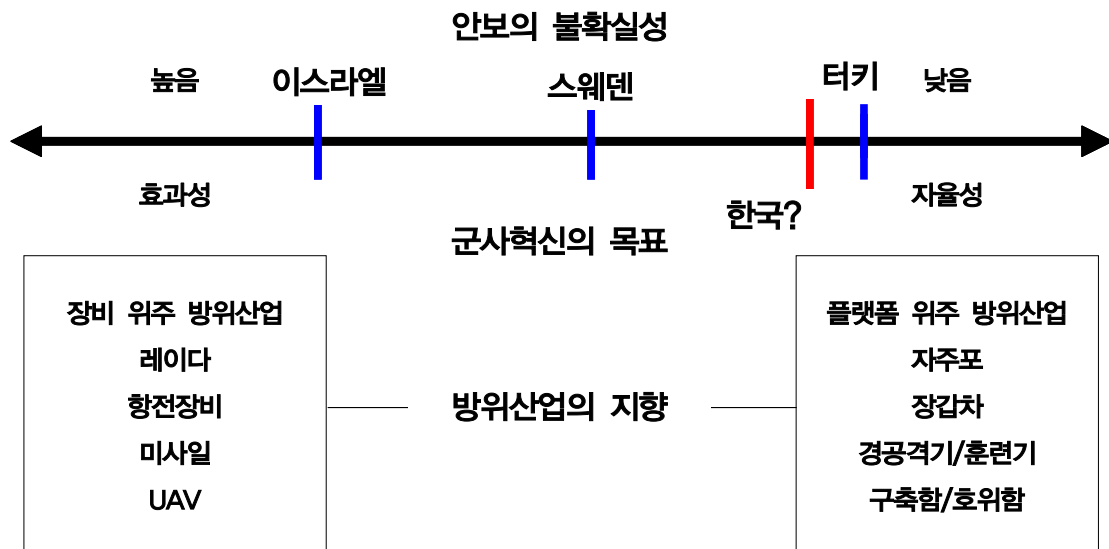 안보의 불확실성
높음 이스라엘 스웨덴 터키 낮음
효과성 한국? 자율성
군사혁신의 목표
장비 위주 방위산업
레이다
항전장비
미사일
UAV
방위산업의 지향
플랫폼 위주 방위산업
자주포
장갑차
경공격기/훈련기
구축함/호위함